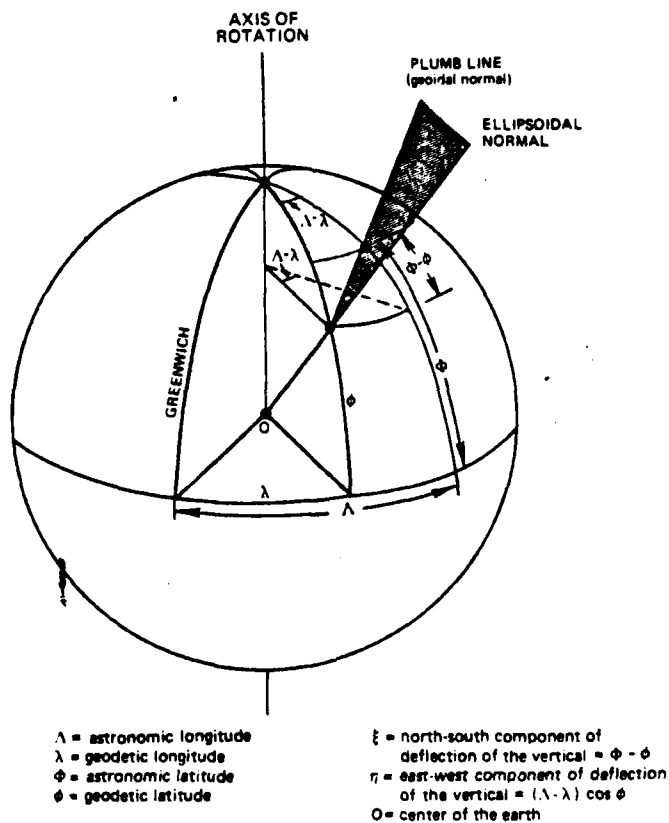 AXIS OF
ROTATION
PLUMB LINE
(geoidal normal)
ELLIPSOIDAL
NORMAL
Λ-λ
Λ-λ
Φ-ϕ
GREENWICH
Φ
ϕ
O
λ
Λ
Λ = astronomic longitude
λ = geodetic longitude
Φ = astronomic latitude
ϕ = geodetic latitude
ξ = north-south component of
deflection of the vertical = Φ - ϕ
η = east-west component of deflection
of the vertical = (Λ-λ) cos ϕ
O = center of the earth